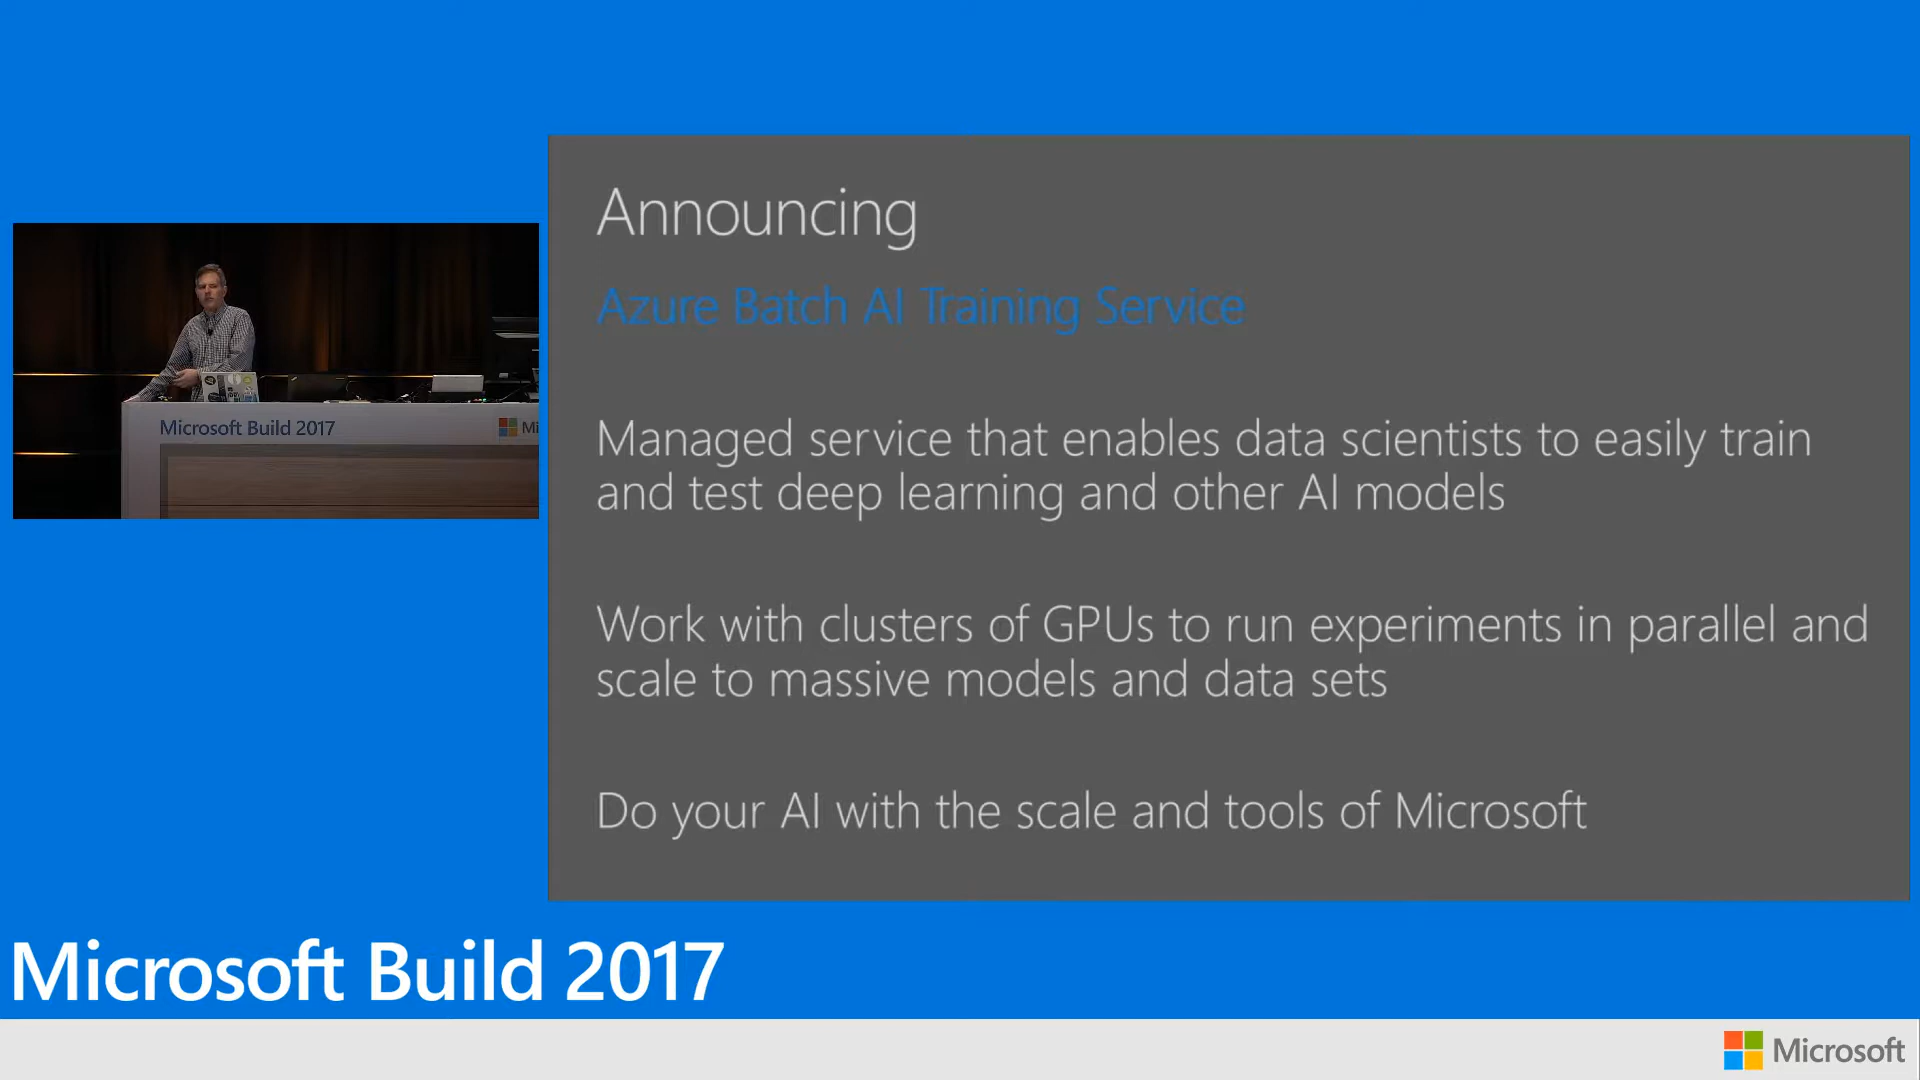 Announcing
Azure Batch AI Training Service
Managed service that enables data scientists to easily train
and test deep learning and other AI models
Work with clusters of GPUs to run experiments in parallel and
scale to massive models and data sets
Do your AI with the scale and tools of Microsoft
Microsoft Build 2017
Mi
Microsoft Build 2017
Microsoft